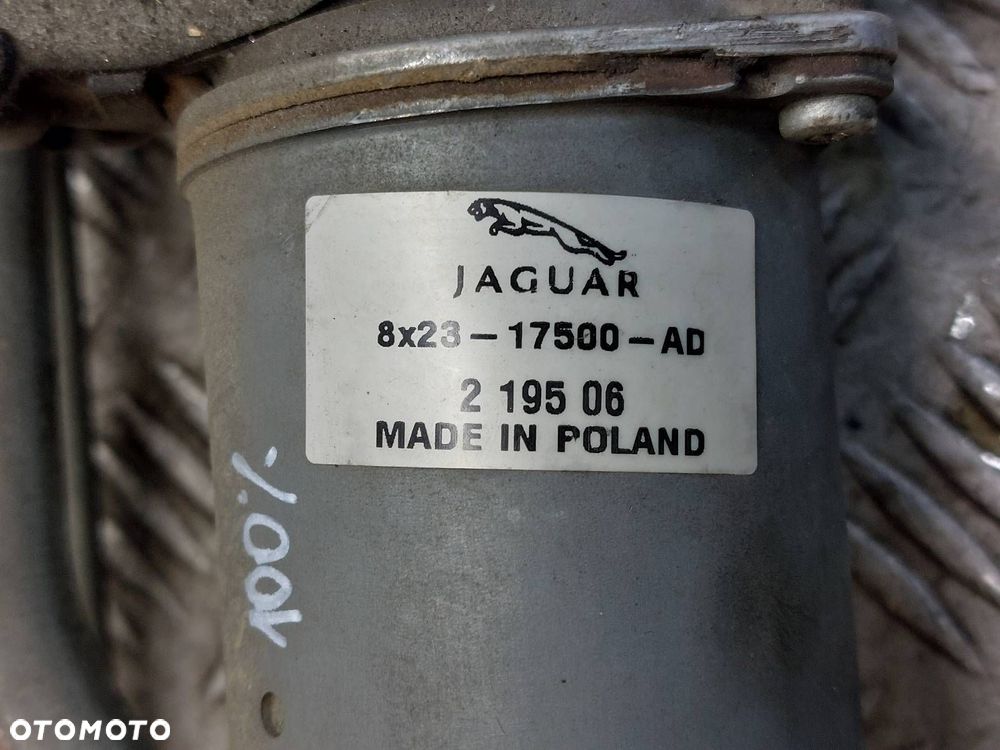 JAGUAR
8x23-17500-AD
2 195 06
MADE IN POLAND
100%
OTOMOTO